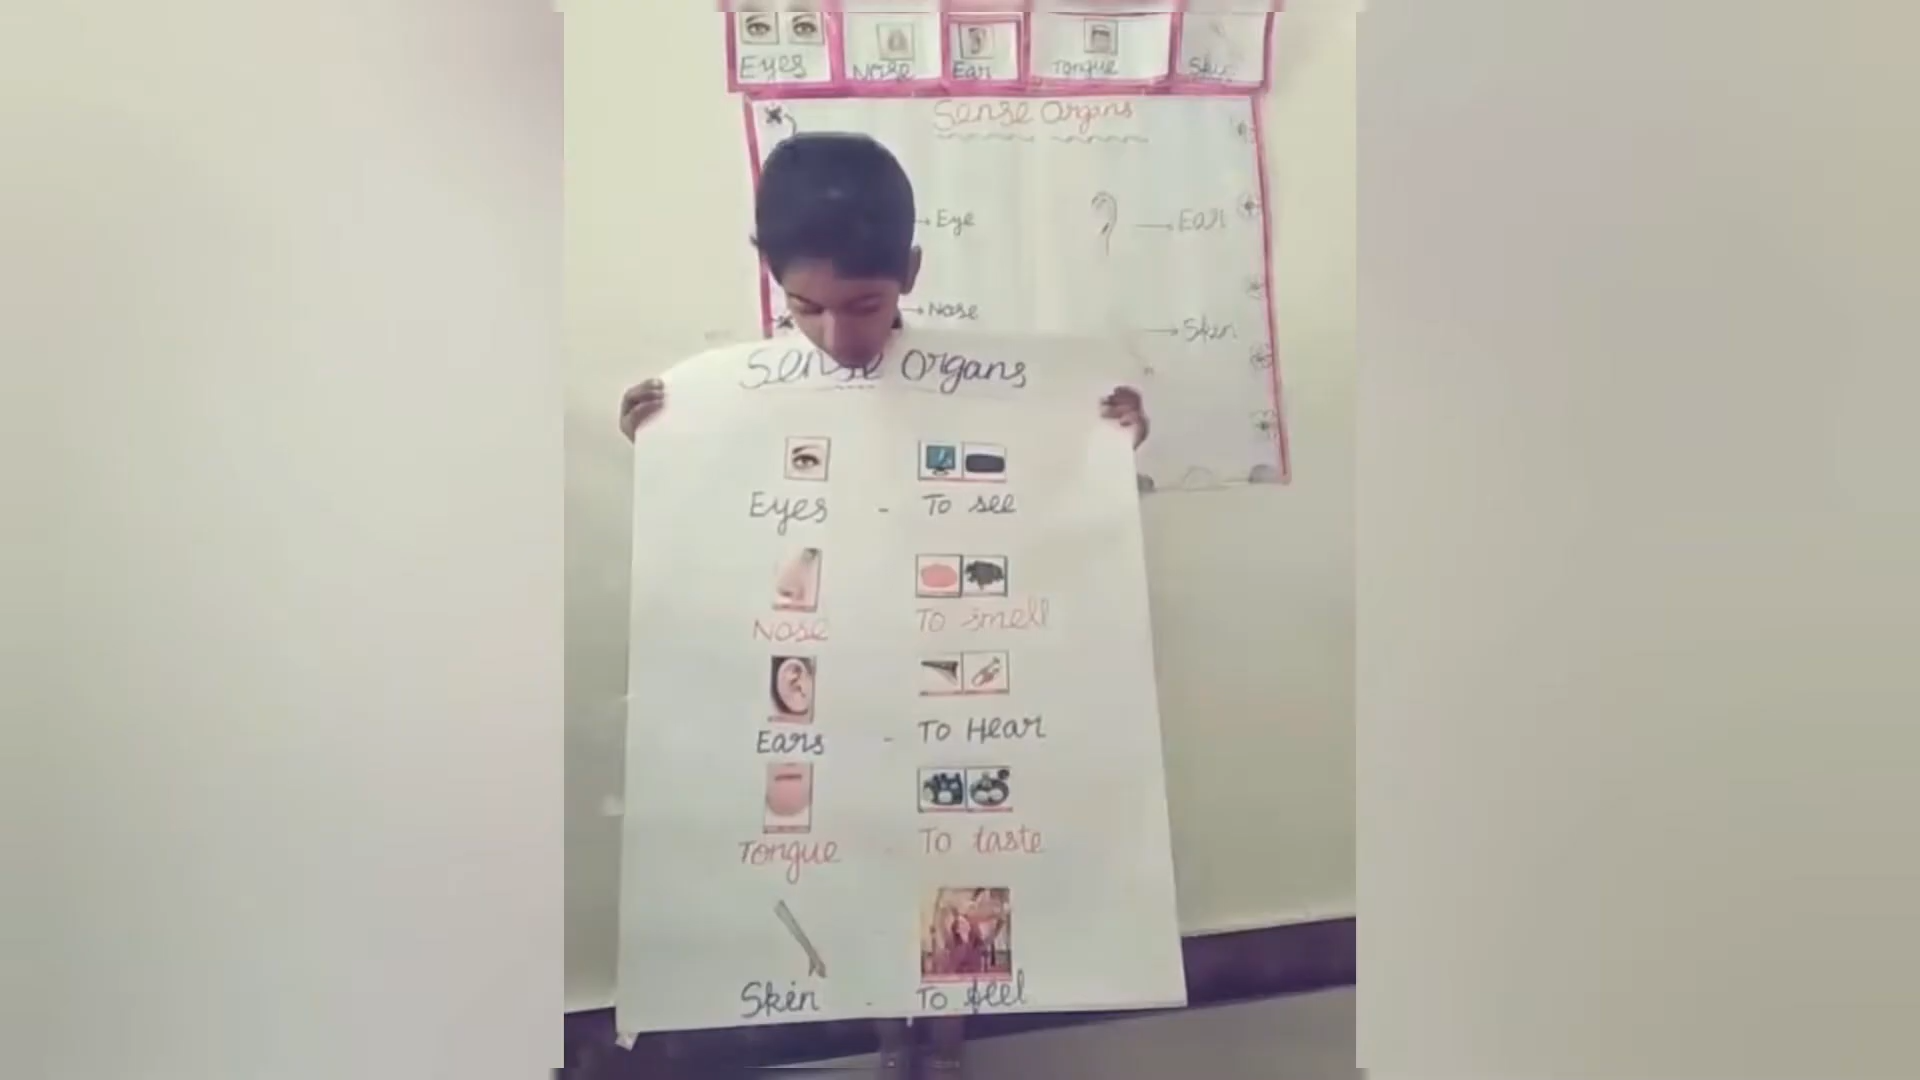 Eyes Nose Ear Tongue Skin
Sense Organs
Eye Ear
Nose Skin
Sense Organs
Eyes - To see
Nose To smell
Ears - To Hear
Tongue - To taste
Skin - To feel